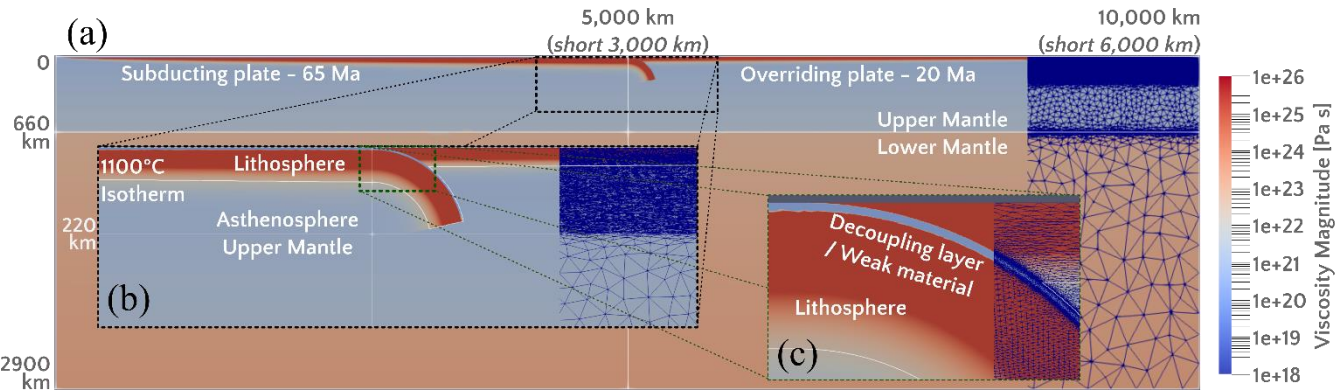 (a)
5,000 km
(short 3,000 km)
10,000 km
(short 6,000 km)
0
Subducting plate - 65 Ma
Overriding plate - 20 Ma
660
km
Upper Mantle
Lower Mantle
1100°C
Isotherm
Lithosphere
Asthenosphere
Upper Mantle
220
km
(b)
Decoupling layer
/ Weak material
Lithosphere
(c)
2900
km
1e+26
1e+25
1e+24
1e+23
1e+22
1e+21
1e+20
1e+19
1e+18
Viscosity Magnitude [Pa s]